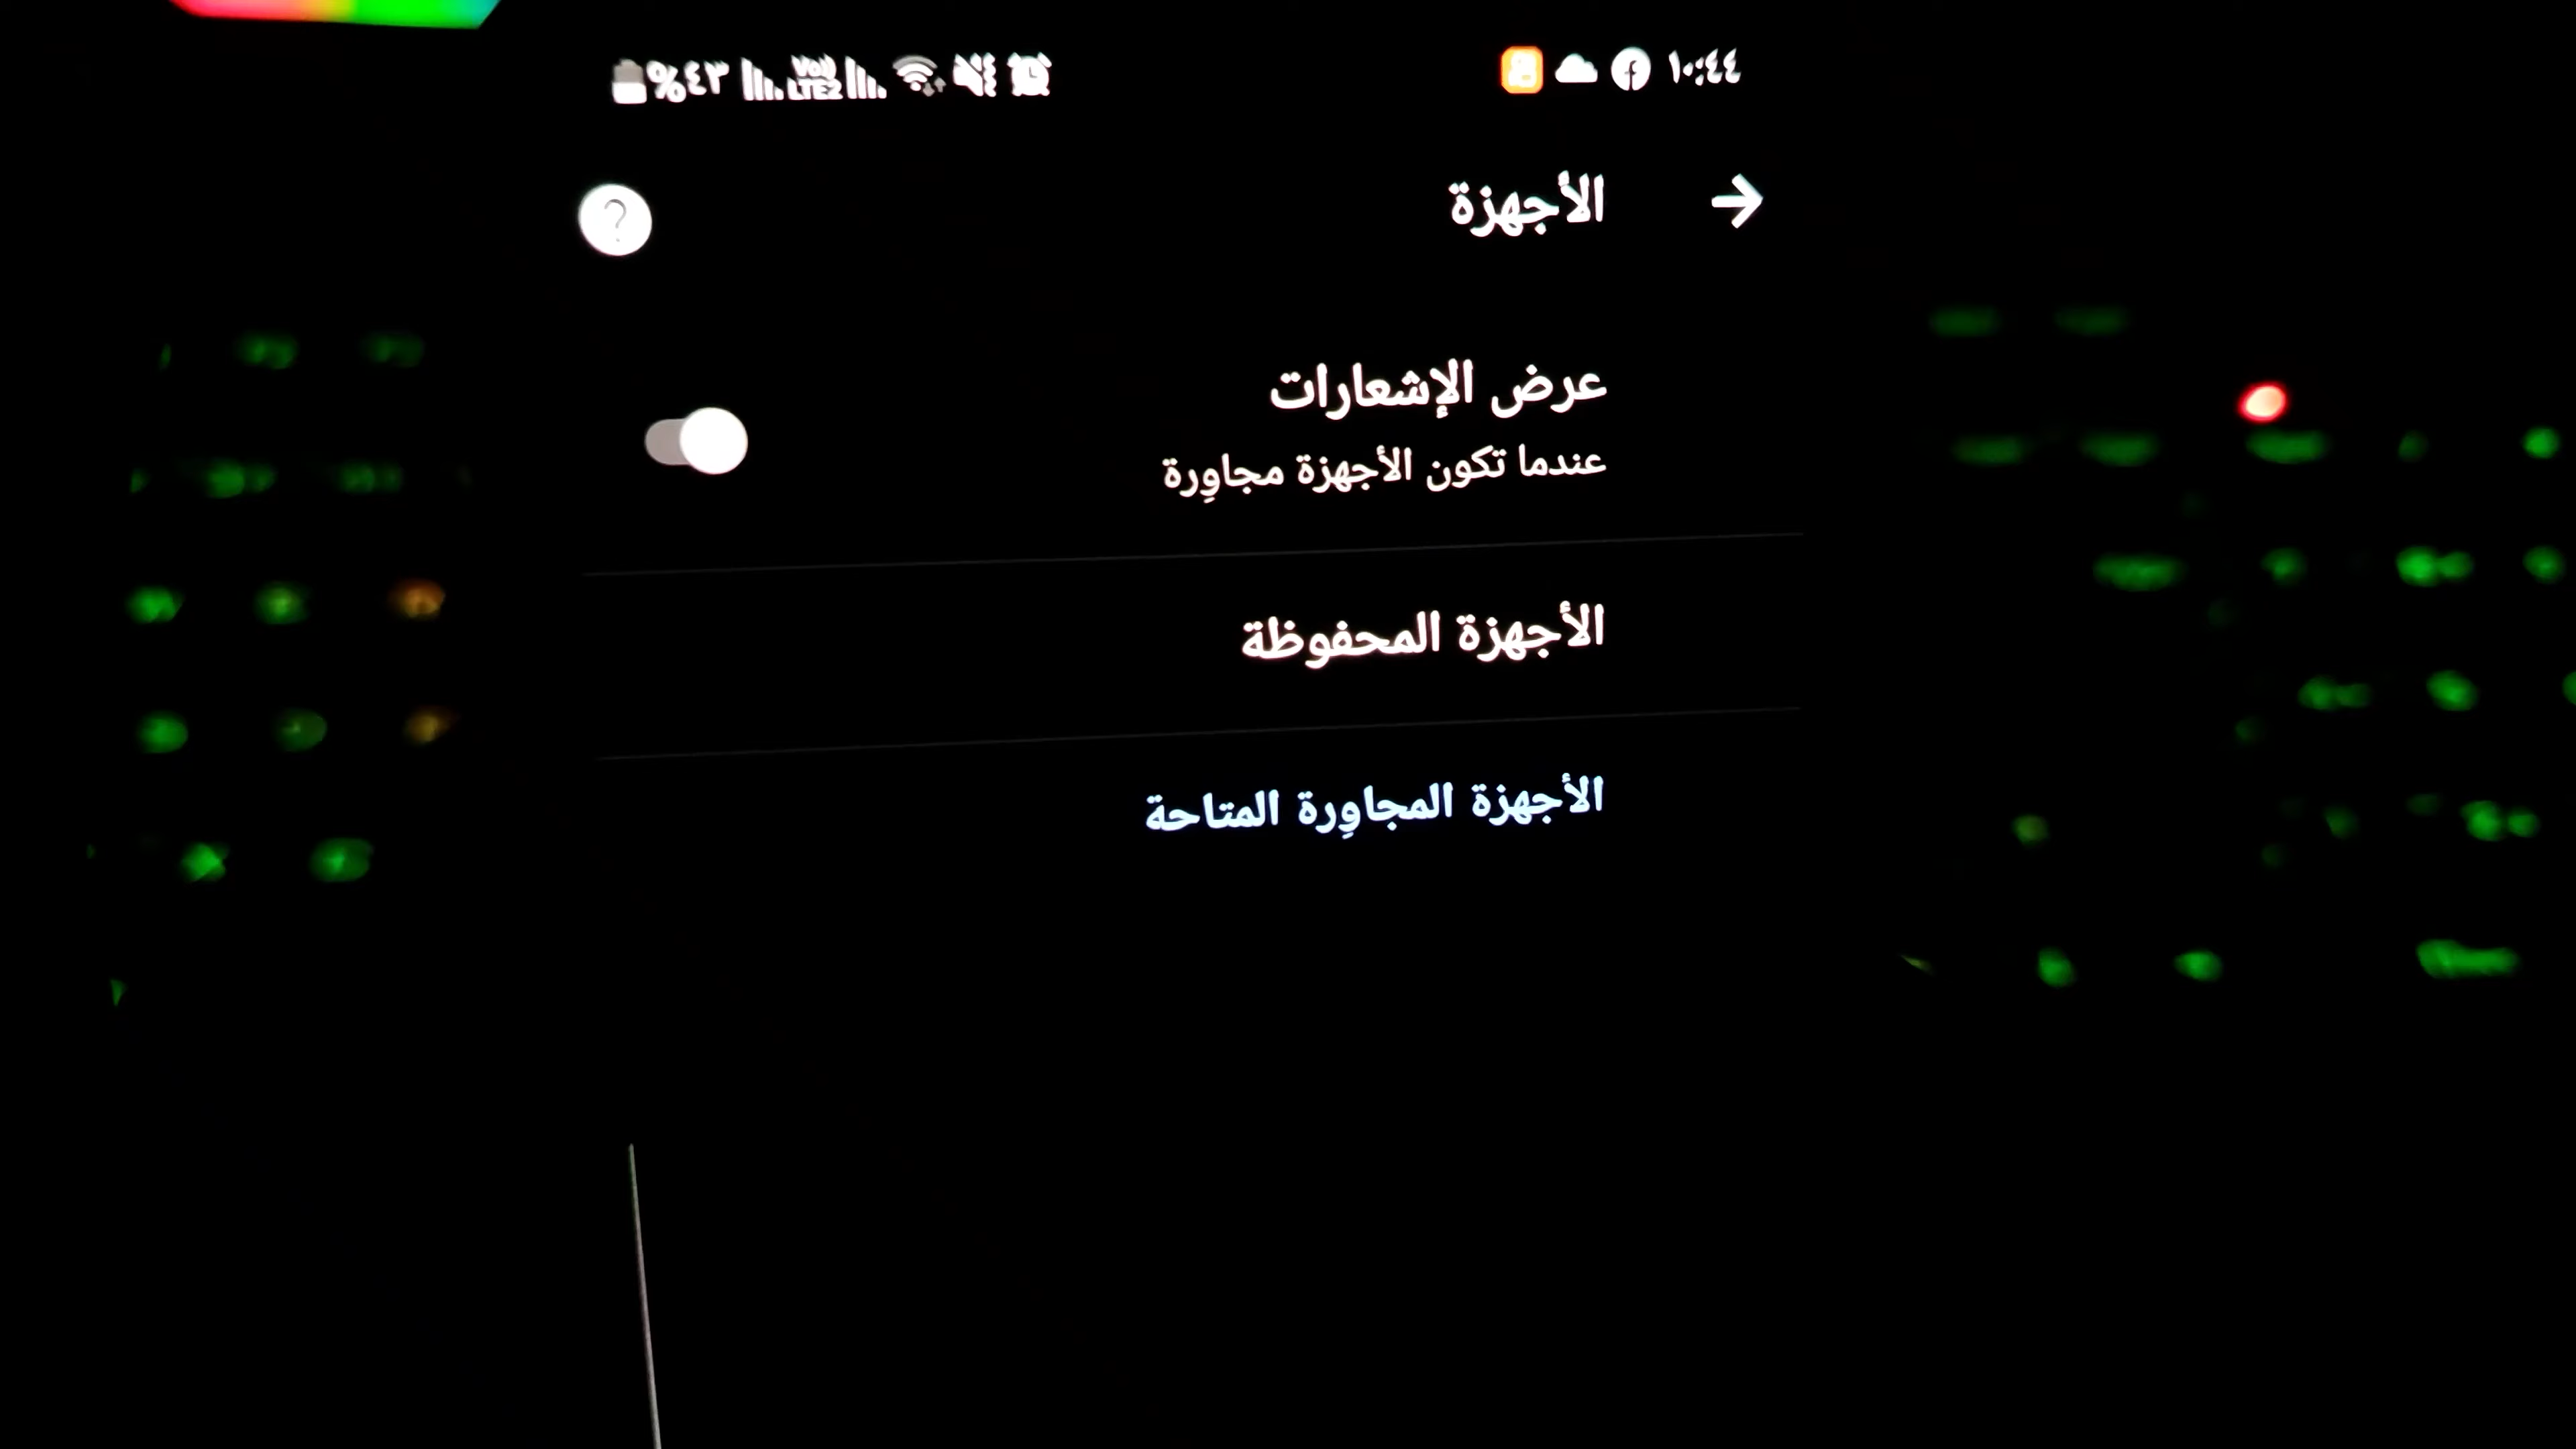 ١٠:٤٤ %٤٣
الأجهزة
عرض الإشعارات
عندما تكون الأجهزة مجاوِرة
الأجهزة المحفوظة
الأجهزة المجاوِرة المتاحة